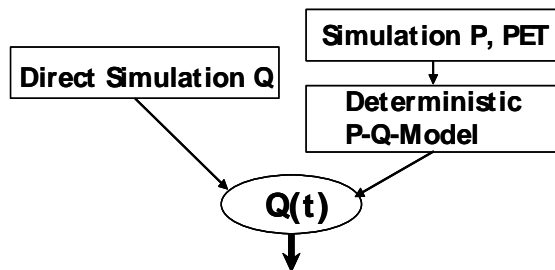 Simulation P, PET
Direct Simulation Q
Deterministic
P-Q-Model
Q(t)